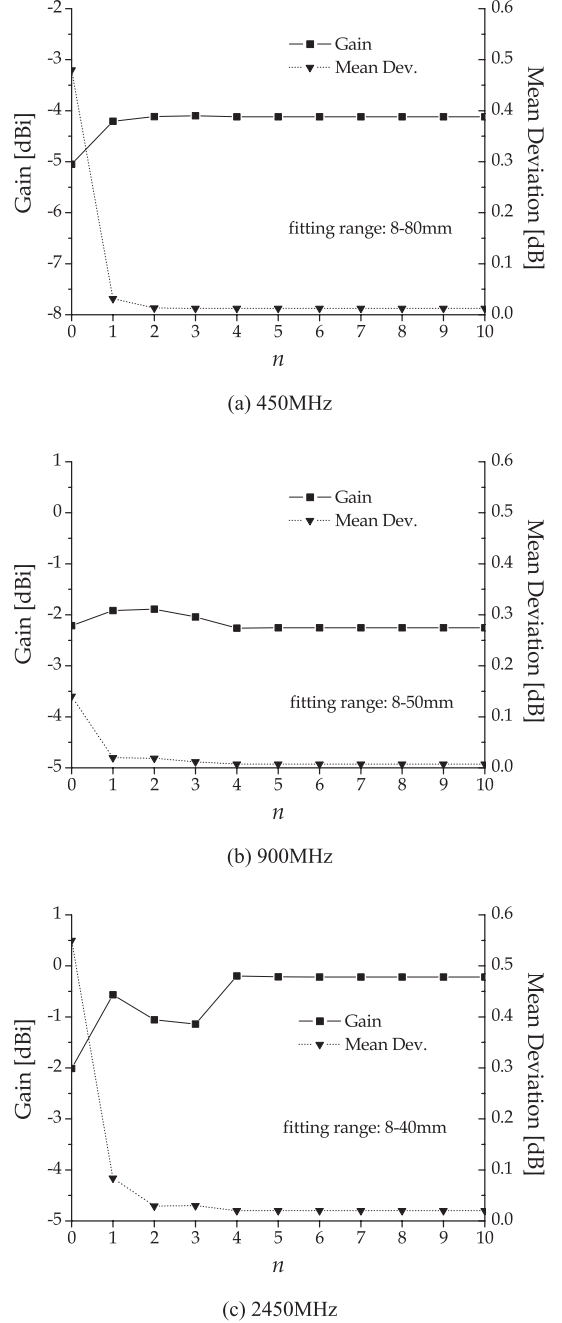 -2
-3
-4
-5
-6
-7
-8
Gain [dBi]
0.6
0.5
0.4
0.3
0.2
0.1
0.0
Mean Deviation [dB]
Gain
Mean Dev.
fitting range: 8-80mm
0 1 2 3 4 5 6 7 8 9 10
n
(a) 450MHz
1
0
-1
-2
-3
-4
-5
Gain [dBi]
0.6
0.5
0.4
0.3
0.2
0.1
0.0
Mean Deviation [dB]
Gain
Mean Dev.
fitting range: 8-50mm
0 1 2 3 4 5 6 7 8 9 10
n
(b) 900MHz
1
0
-1
-2
-3
-4
-5
Gain [dBi]
0.6
0.5
0.4
0.3
0.2
0.1
0.0
Mean Deviation [dB]
Gain
Mean Dev.
fitting range: 8-40mm
0 1 2 3 4 5 6 7 8 9 10
n
(c) 2450MHz